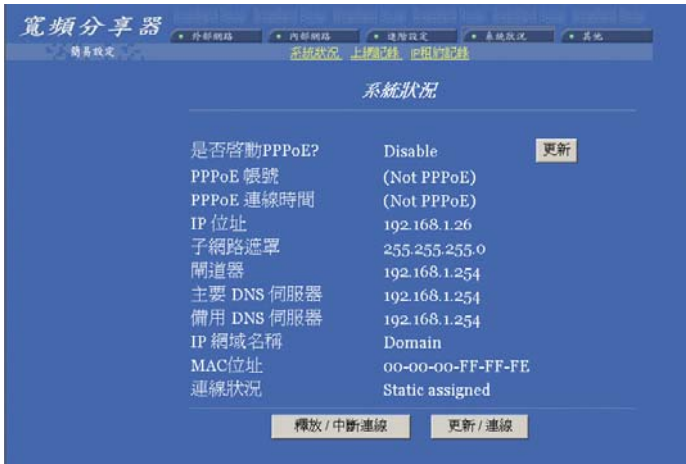 寬頻分享器
外部網路 內部網路 進階設定 系統狀況 其他
簡易設定
系統狀況 上網記錄 IP租約記錄
系統狀況
是否啓動PPPoE? Disable 更新
PPPoE 帳號 (Not PPPoE)
PPPoE 連線時間 (Not PPPoE)
IP 位址 192.168.1.26
子網路遮罩 255.255.255.0
閘道器 192.168.1.254
主要 DNS 伺服器 192.168.1.254
備用 DNS 伺服器 192.168.1.254
IP 網域名稱 Domain
MAC位址 00-00-00-FF-FF-FE
連線狀況 Static assigned
釋放 / 中斷連線 更新 / 連線